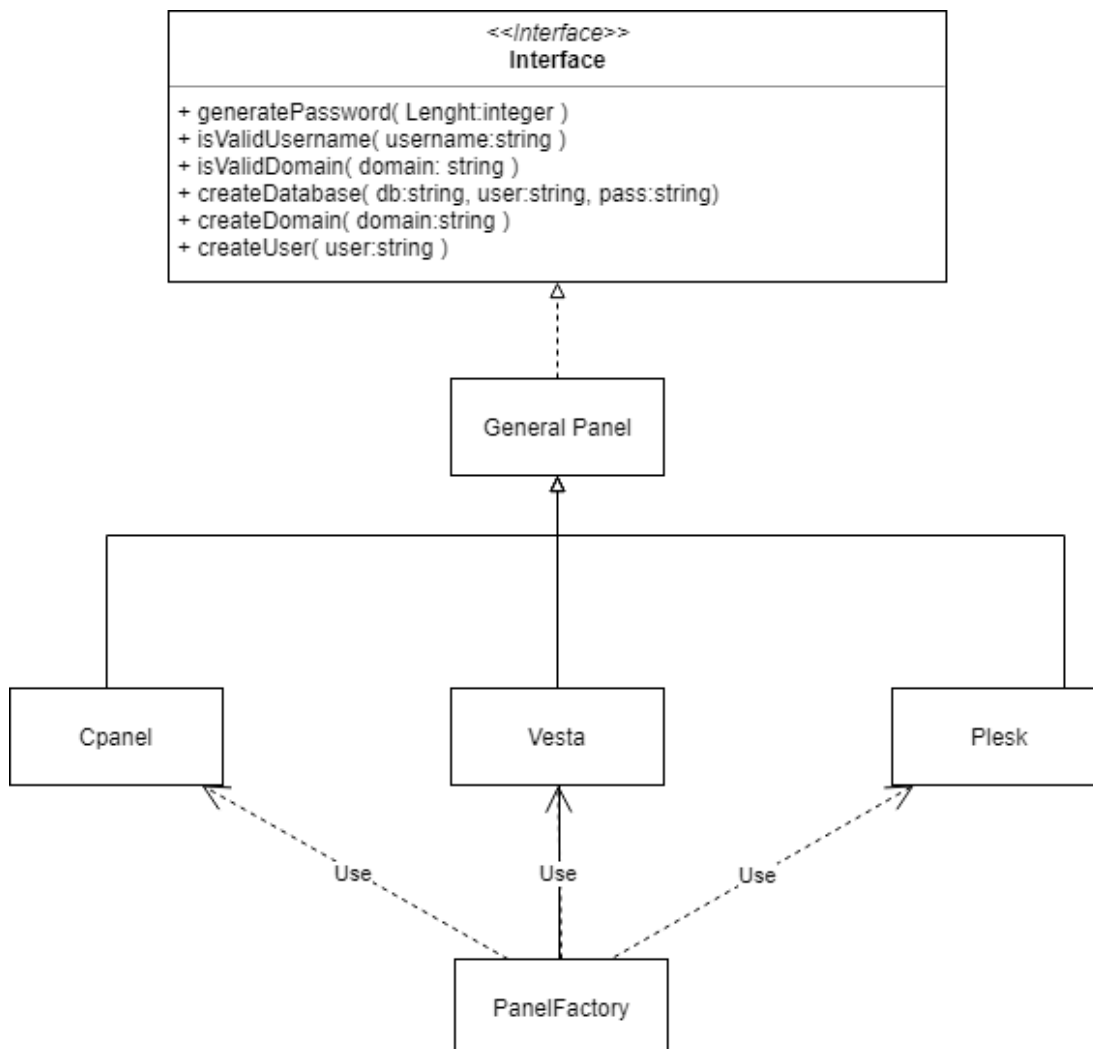 <<Interface>>
Interface
+ generatePassword( Lenght:integer )
+ isValidUsername( username:string )
+ isValidDomain( domain: string )
+ createDatabase( db:string, user:string, pass:string)
+ createDomain( domain:string )
+ createUser( user:string )
General Panel
Cpanel
Vesta
Plesk
Use
Use
Use
PanelFactory